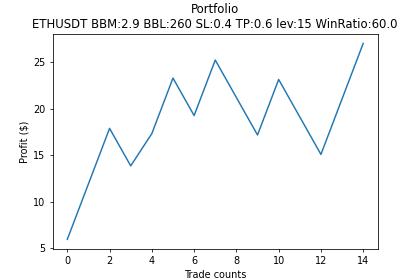 Portfolio
ETHUSDT BBM:2.9 BBL:260 SL:0.4 TP:0.6 lev:15 WinRatio:60.0
25
20
15
10
5
Profit ($)
0 2 4 6 8 10 12 14
Trade counts